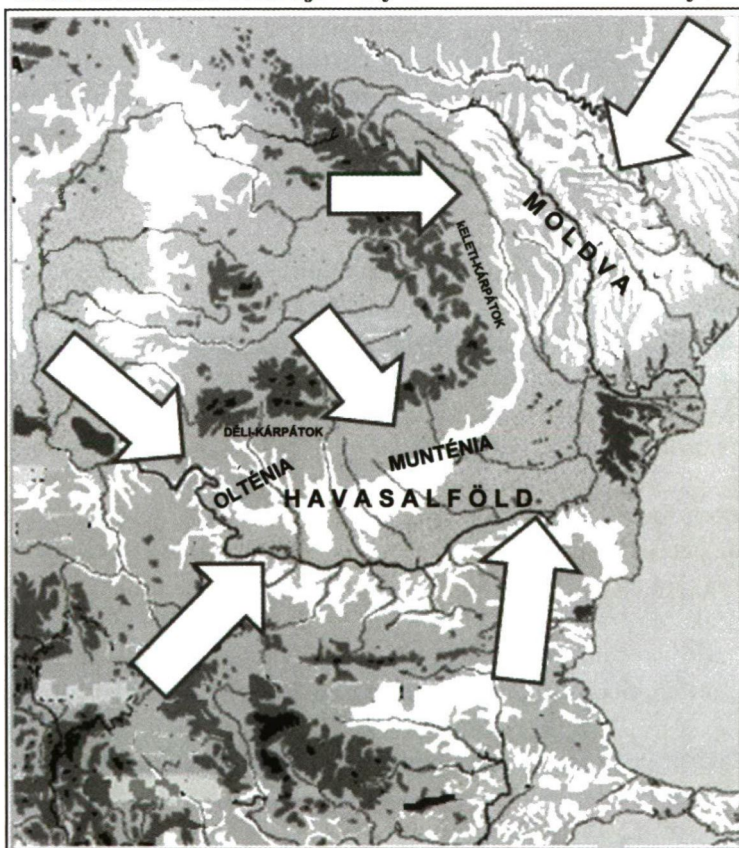 MOLDVA
KELETI-KÁRPÁTOK
DÉLI-KÁRPÁTOK
MUNTÉNIA
OLTÉNIA
HAVASALFÖLD